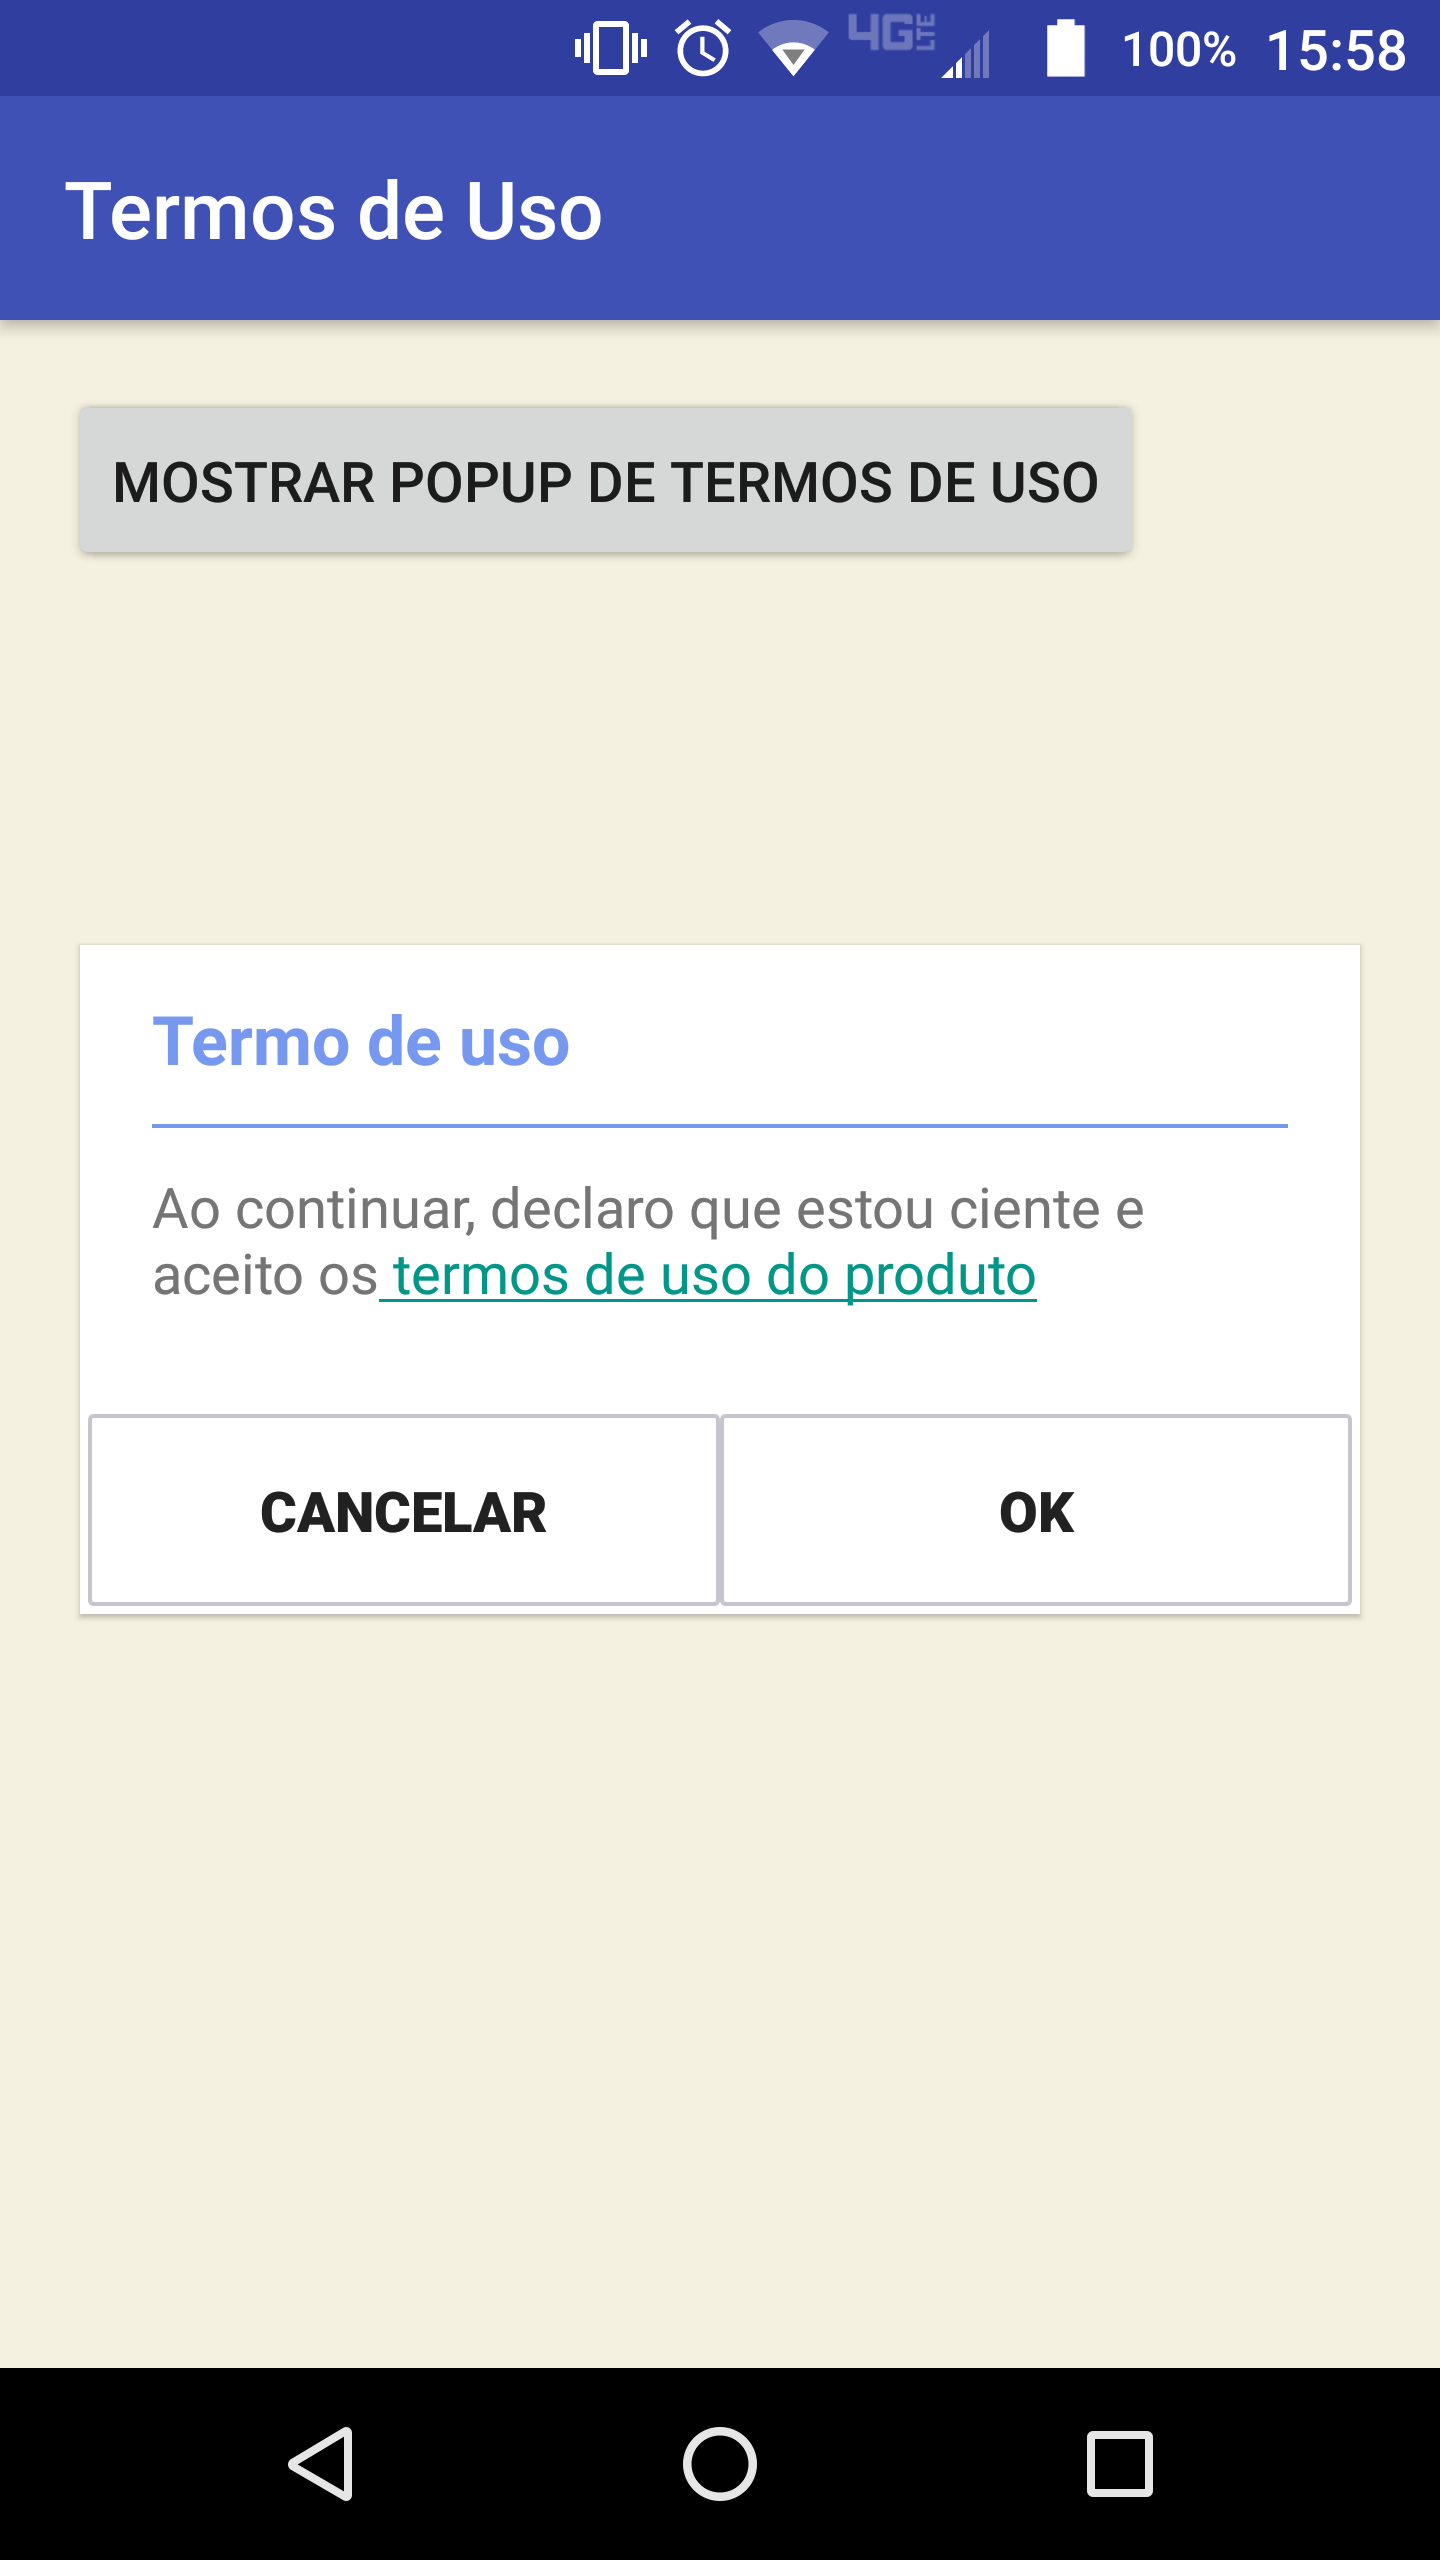 4G LTE 100% 15:58
Termos de Uso
MOSTRAR POPUP DE TERMOS DE USO
Termo de uso
Ao continuar, declaro que estou ciente e
aceito os termos de uso do produto
CANCELAR OK